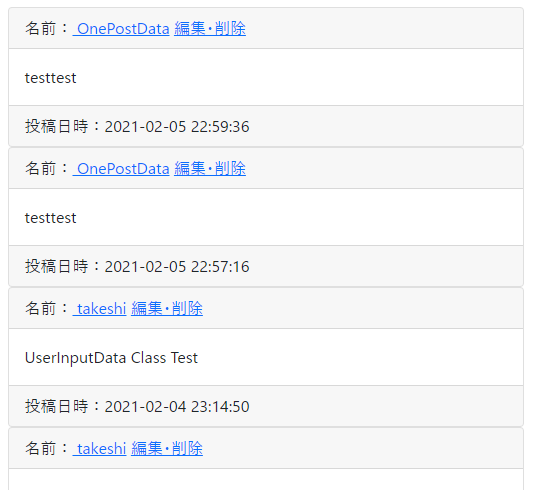 名前： OnePostData 編集･削除
testtest
投稿日時：2021-02-05 22:59:36
名前： OnePostData 編集･削除
testtest
投稿日時：2021-02-05 22:57:16
名前： takeshi 編集･削除
UserInputData Class Test
投稿日時：2021-02-04 23:14:50
名前： takeshi 編集･削除